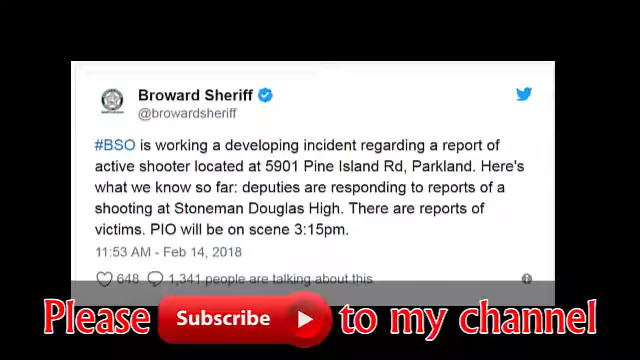 Broward Sheriff
@browardsheriff
#BSO is working a developing incident regarding a report of
active shooter located at 5901 Pine Island Rd, Parkland. Here's
what we know so far: deputies are responding to reports of a
shooting at Stoneman Douglas High. There are reports of
victims. PIO will be on scene 3:15pm.
11:53 AM - Feb 14, 2018
648 1,341 people are talking about this
Please Subscribe to my channel